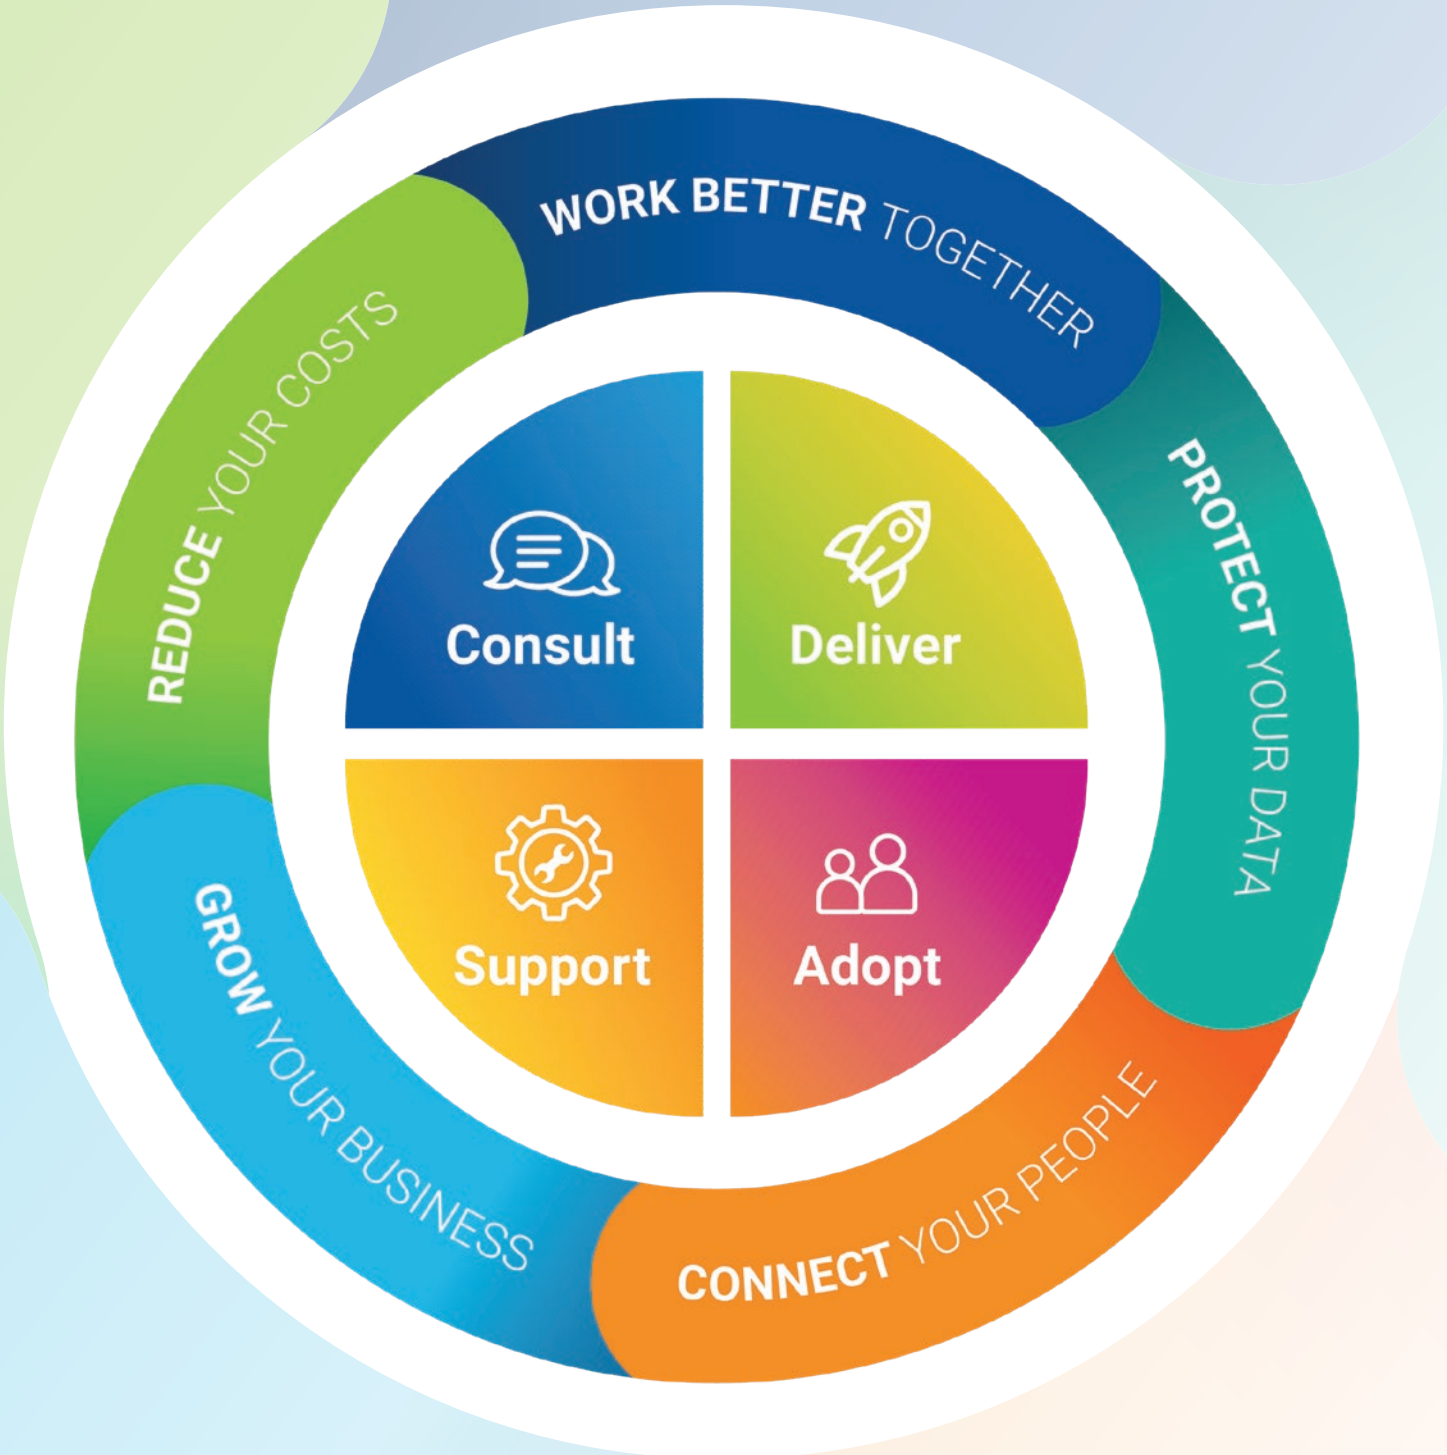 WORK BETTER TOGETHER
PROTECT YOUR DATA
CONNECT YOUR PEOPLE
GROW YOUR BUSINESS
REDUCE YOUR COSTS
Consult
Deliver
Support
Adopt